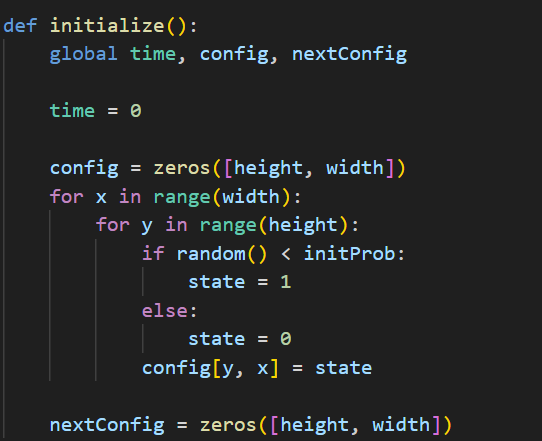 def initialize():
    global time, config, nextConfig

    time = 0

    config = zeros([height, width])
    for x in range(width):
        for y in range(height):
            if random() < initProb:
                state = 1
            else:
                state = 0
            config[y, x] = state

    nextConfig = zeros([height, width])